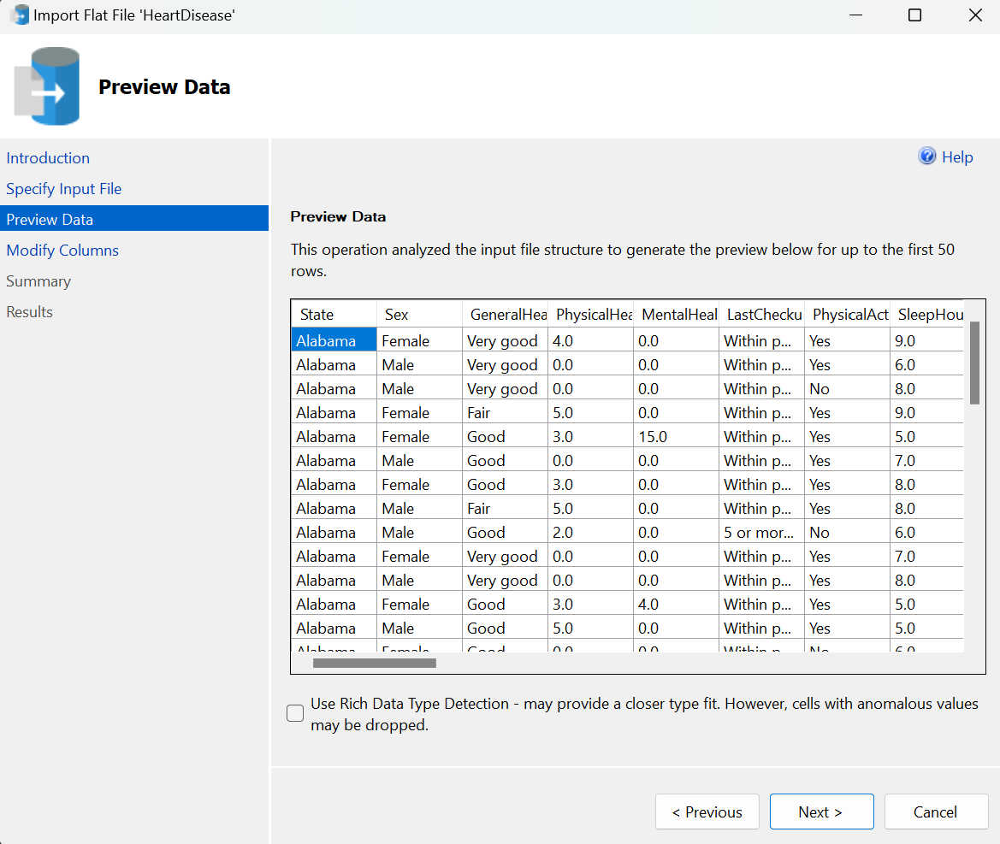 Import Flat File 'HeartDisease'
Preview Data
Introduction
Specify Input File
Preview Data
Modify Columns
Summary
Results
Help
Preview Data
This operation analyzed the input file structure to generate the preview below for up to the first 50
rows.
State Sex GeneralHea PhysicalHea MentalHeal LastChecku PhysicalAct SleepHou
Alabama Female Very good 4.0 0.0 Within p... Yes 9.0
Alabama Male Very good 0.0 0.0 Within p... Yes 6.0
Alabama Male Very good 0.0 0.0 Within p... No 8.0
Alabama Female Fair 5.0 0.0 Within p... Yes 9.0
Alabama Female Good 3.0 15.0 Within p... Yes 5.0
Alabama Male Good 0.0 0.0 Within p... Yes 7.0
Alabama Female Good 3.0 0.0 Within p... Yes 8.0
Alabama Male Fair 5.0 0.0 Within p... Yes 8.0
Alabama Male Good 2.0 0.0 5 or mor... No 6.0
Alabama Female Very good 0.0 0.0 Within p... Yes 7.0
Alabama Male Very good 0.0 0.0 Within p... Yes 8.0
Alabama Female Good 3.0 4.0 Within p... Yes 5.0
Alabama Male Good 5.0 0.0 Within p... Yes 5.0
Alabama Female Good 0.0 0.0 Within p... No 6.0
Use Rich Data Type Detection - may provide a closer type fit. However, cells with anomalous values
may be dropped.
< Previous
Next >
Cancel